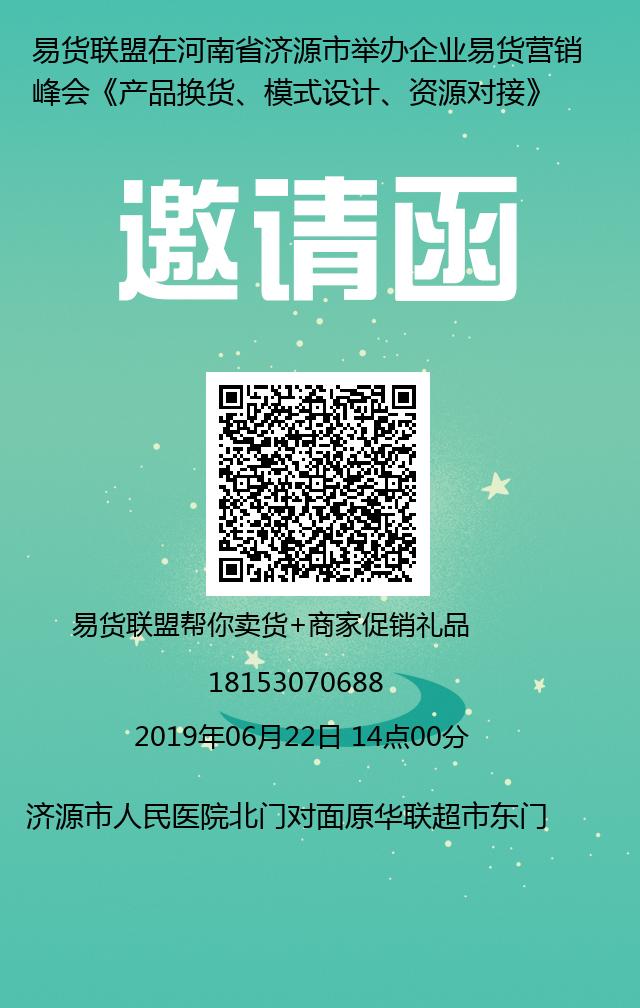 易货联盟在河南省济源市举办企业易货营销
峰会《产品换货、模式设计、资源对接》
邀请函
易货联盟帮你卖货+商家促销礼品
18153070688
2019年06月22日 14点00分
济源市人民医院北门对面原华联超市东门